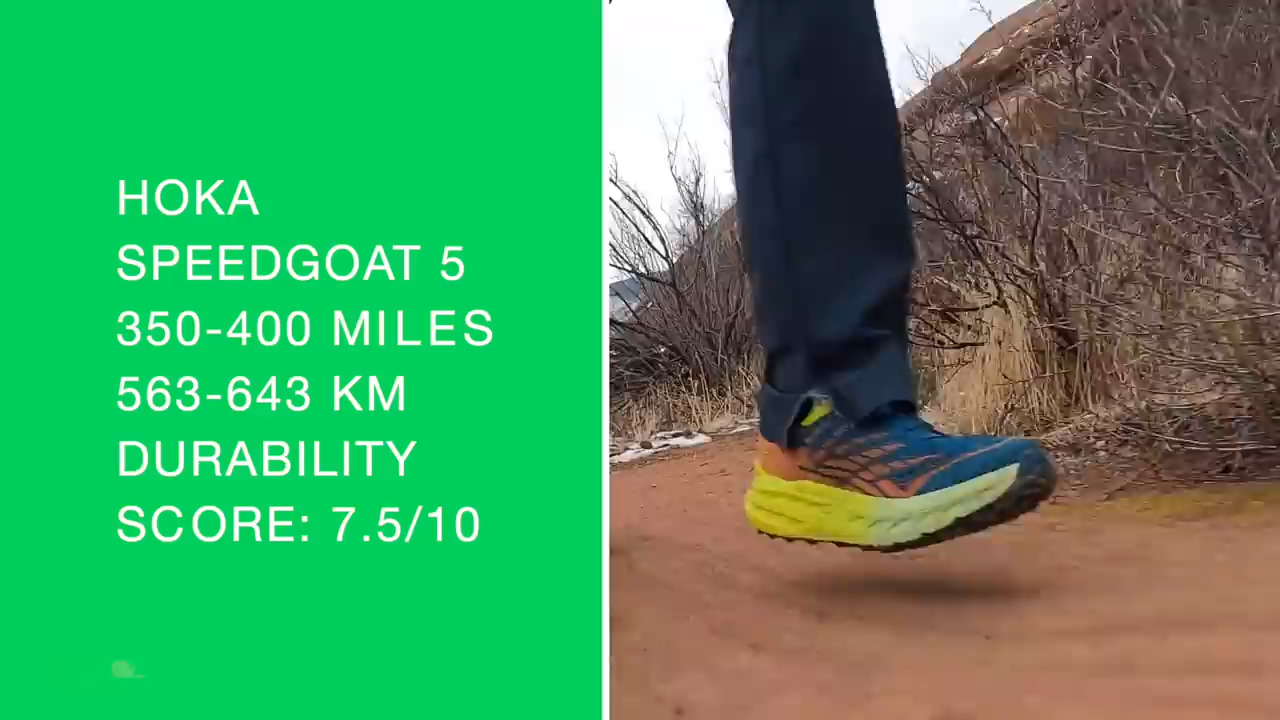 HOKA
SPEEDGOAT 5
350-400 MILES
563-643 KM
DURABILITY
SCORE: 7.5/10